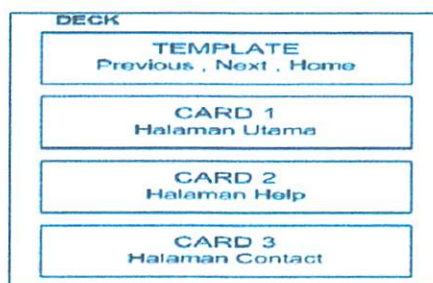 DECK
TEMPLATE
Previous , Next , Home
CARD 1
Halaman Utama
CARD 2
Halaman Help
CARD 3
Halaman Contact